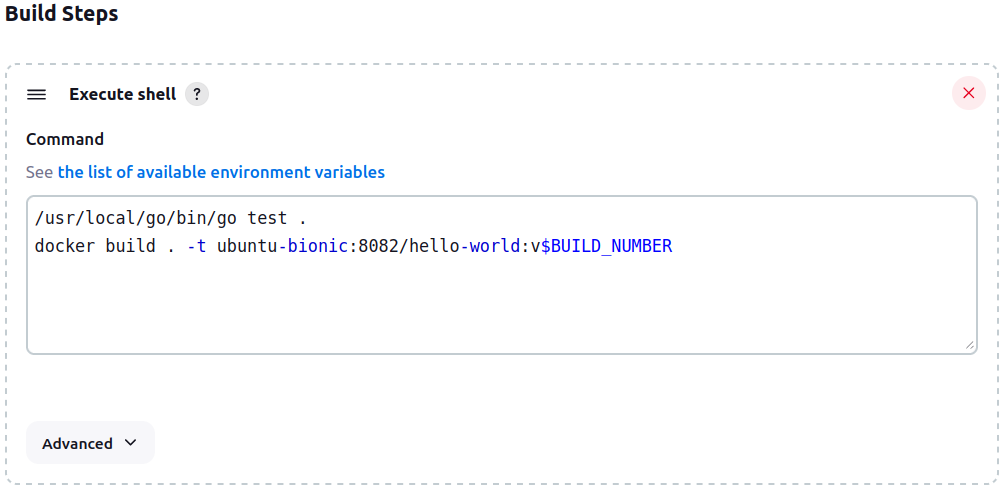 Build Steps
Execute shell ?
Command
See the list of available environment variables
/usr/local/go/bin/go test .
docker build . -t ubuntu-bionic:8082/hello-world:v$BUILD_NUMBER
Advanced